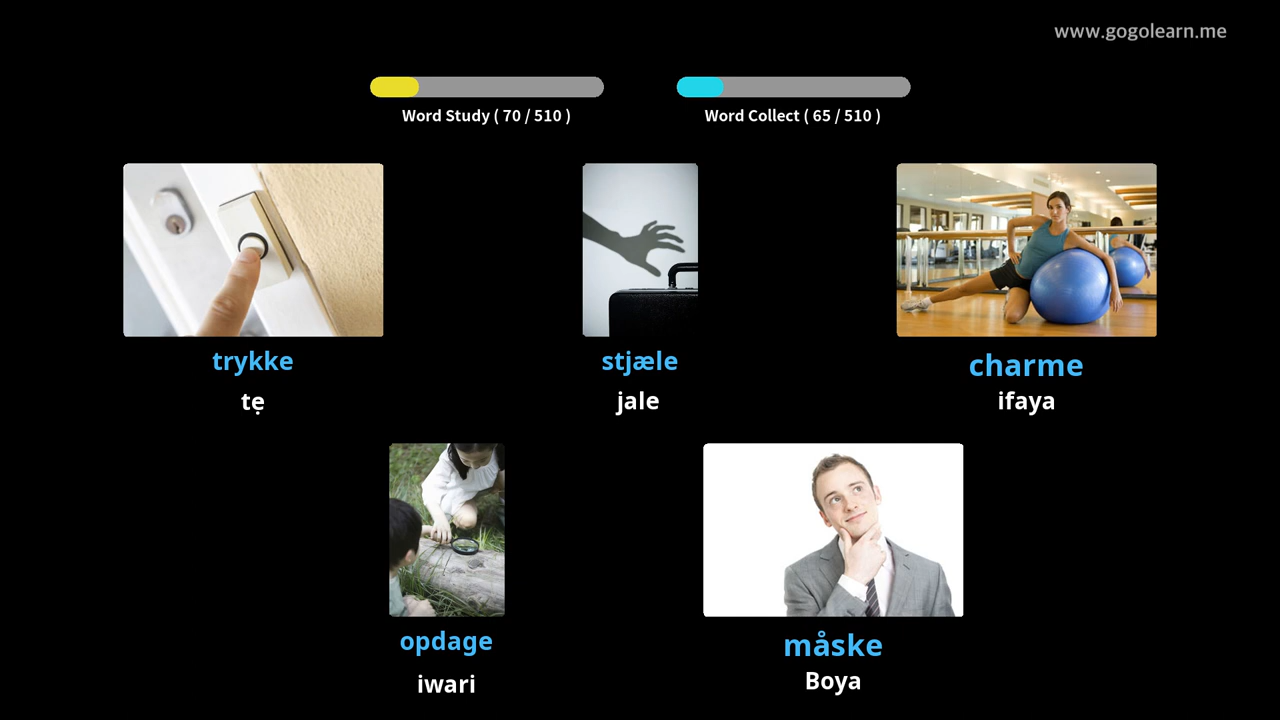 www.gogolearn.me
Word Study ( 70 / 510 )
Word Collect ( 65 / 510 )
trykke
tẹ
stjæle
jale
charme
ifaya
opdage
iwari
måske
Boya